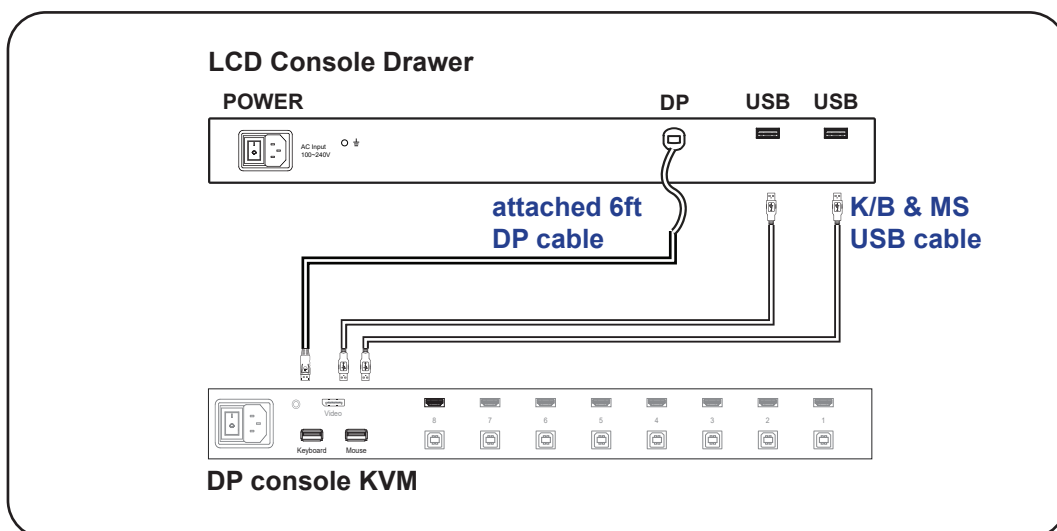 LCD Console Drawer
POWER DP USB USB
AC Input
100~240V
attached 6ft
DP cable
K/B & MS
USB cable
Video
8 7 6 5 4 3 2 1
Keyboard Mouse
DP console KVM